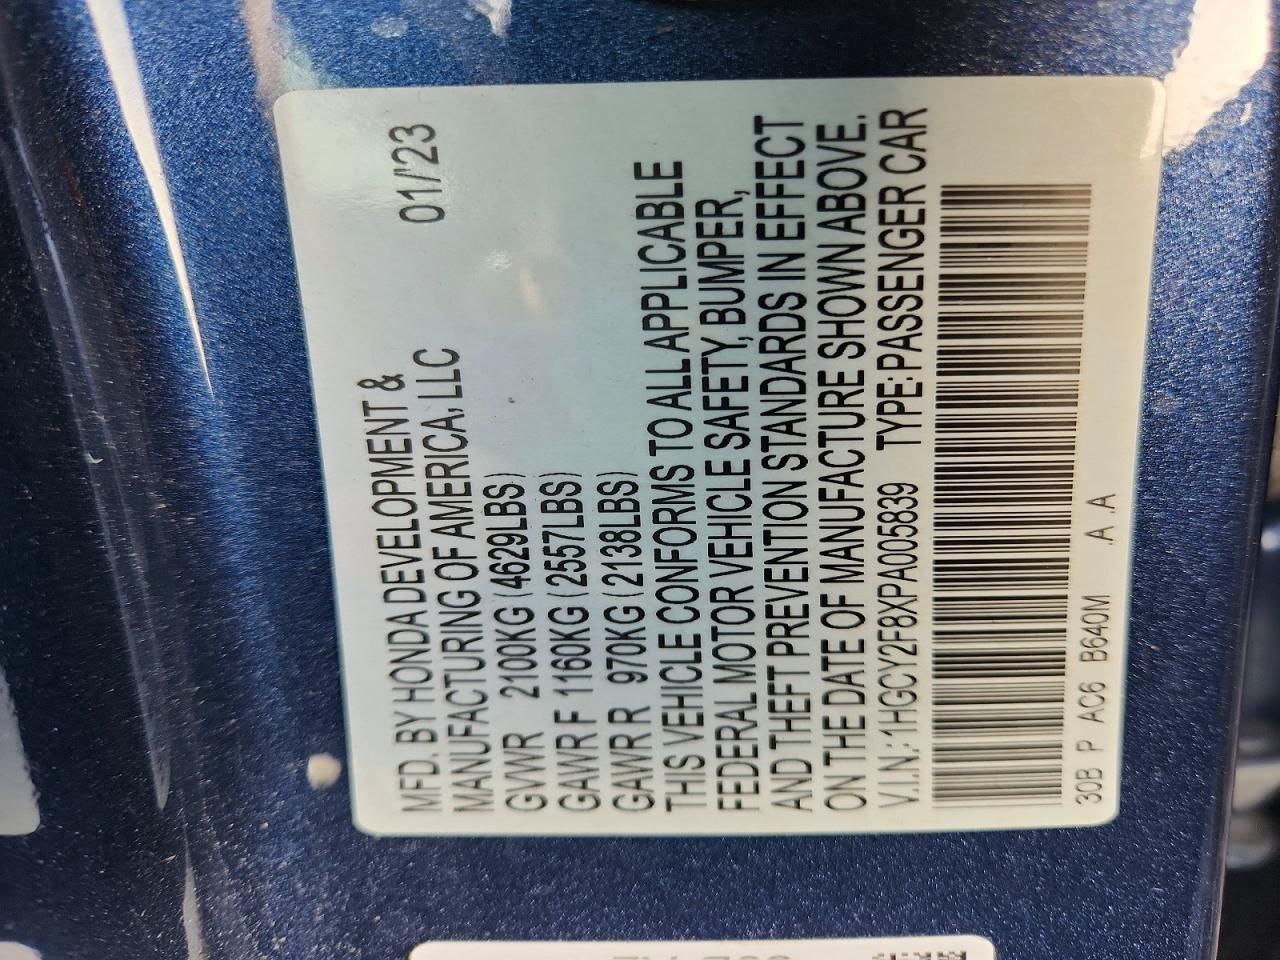 MFD. BY HONDA DEVELOPMENT &
MANUFACTURING OF AMERICA, LLC 01/'23
GVWR 2100KG (4629LBS)
GAWR F 1160KG (2557LBS)
GAWR R 970KG (2138LBS)
THIS VEHICLE CONFORMS TO ALL APPLICABLE
FEDERAL MOTOR VEHICLE SAFETY, BUMPER,
AND THEFT PREVENTION STANDARDS IN EFFECT
ON THE DATE OF MANUFACTURE SHOWN ABOVE.
V.I.N.: 1HGCY2F8XPA005839 TYPE: PASSENGER CAR
30B P AC6 B640M .A .A